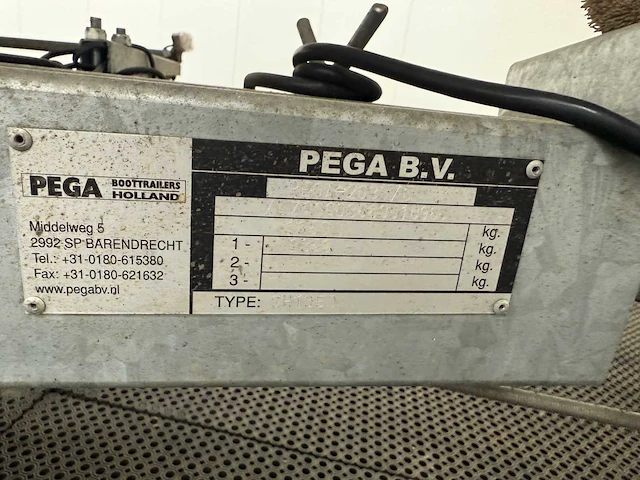 PEGA BOOTTRAILERS
HOLLAND
Middelweg 5
2992 SP BARENDRECHT
Tel.: +31-0180-615380
Fax: +31-0180-621632
www.pegabv.nl
PEGA B.V.
kg.
1- kg.
2- kg.
3- kg.
TYPE: